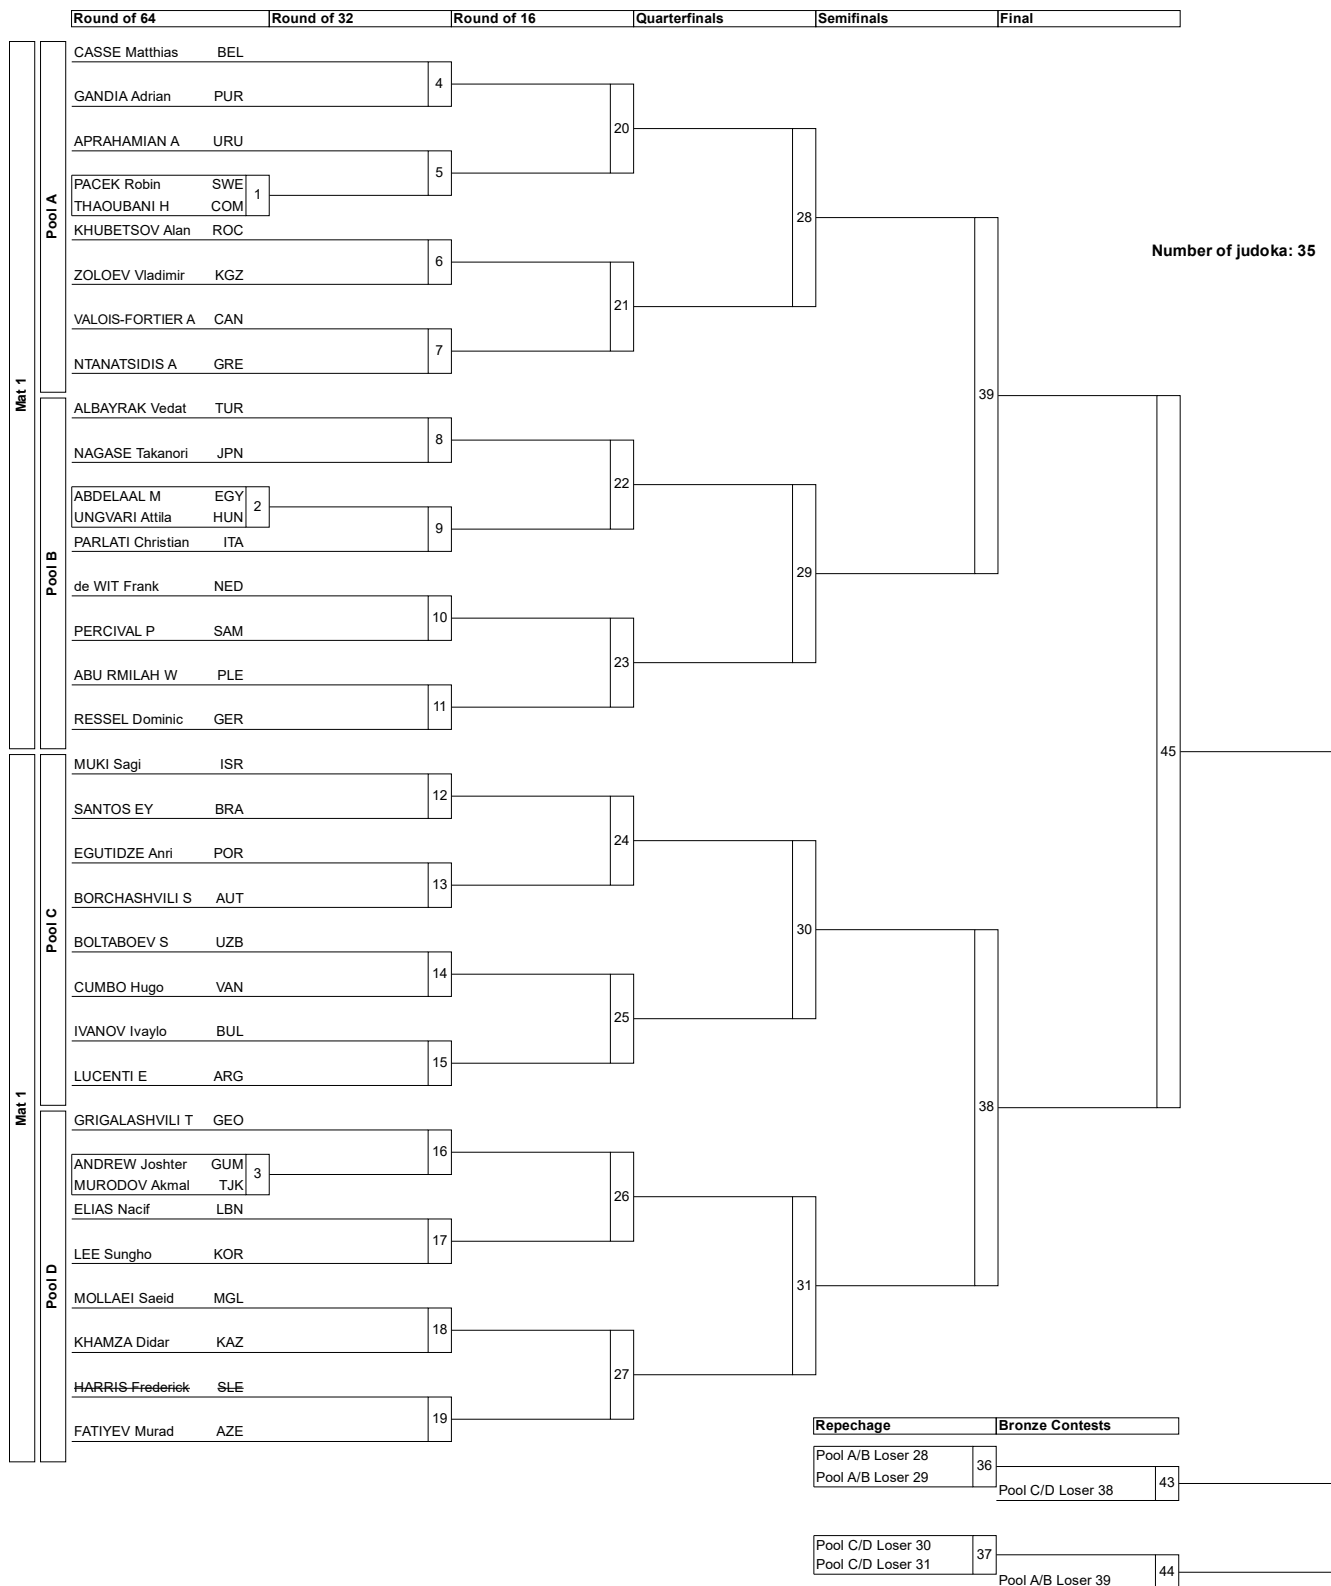 Round of 64 Round of 32 Round of 16 Quarterfinals Semifinals Final
Mat 1
Pool A
CASSE Matthias BEL
4
GANDIA Adrian PUR
20
APRAHAMIAN A URU
5
PACEK Robin SWE
1
THAOUBANI H COM
28
KHUBETSOV Alan ROC
Number of judoka: 35
6
ZOLOEV Vladimir KGZ
21
VALOIS-FORTIER A CAN
7
NTANATSIDIS A GRE
39
Pool B
ALBAYRAK Vedat TUR
8
NAGASE Takanori JPN
22
ABDELAAL M EGY
2
UNGVARI Attila HUN
9
PARLATI Christian ITA
29
de WIT Frank NED
10
PERCIVAL P SAM
23
ABU RMILAH W PLE
11
RESSEL Dominic GER
45
Mat 1
Pool C
MUKI Sagi ISR
12
SANTOS EY BRA
24
EGUTIDZE Anri POR
13
BORCHASHVILI S AUT
30
BOLTABOEV S UZB
14
CUMBO Hugo VAN
25
IVANOV Ivaylo BUL
15
LUCENTI E ARG
38
Pool D
GRIGALASHVILI T GEO
16
ANDREW Joshter GUM
3
MURODOV Akmal TJK
26
ELIAS Nacif LBN
17
LEE Sungho KOR
31
MOLLAEI Saeid MGL
18
KHAMZA Didar KAZ
27
HARRIS Frederick SLE
19
FATIYEV Murad AZE
Repechage Bronze Contests
Pool A/B Loser 28
36
Pool A/B Loser 29
43
Pool C/D Loser 38
Pool C/D Loser 30
37
Pool C/D Loser 31
44
Pool A/B Loser 39